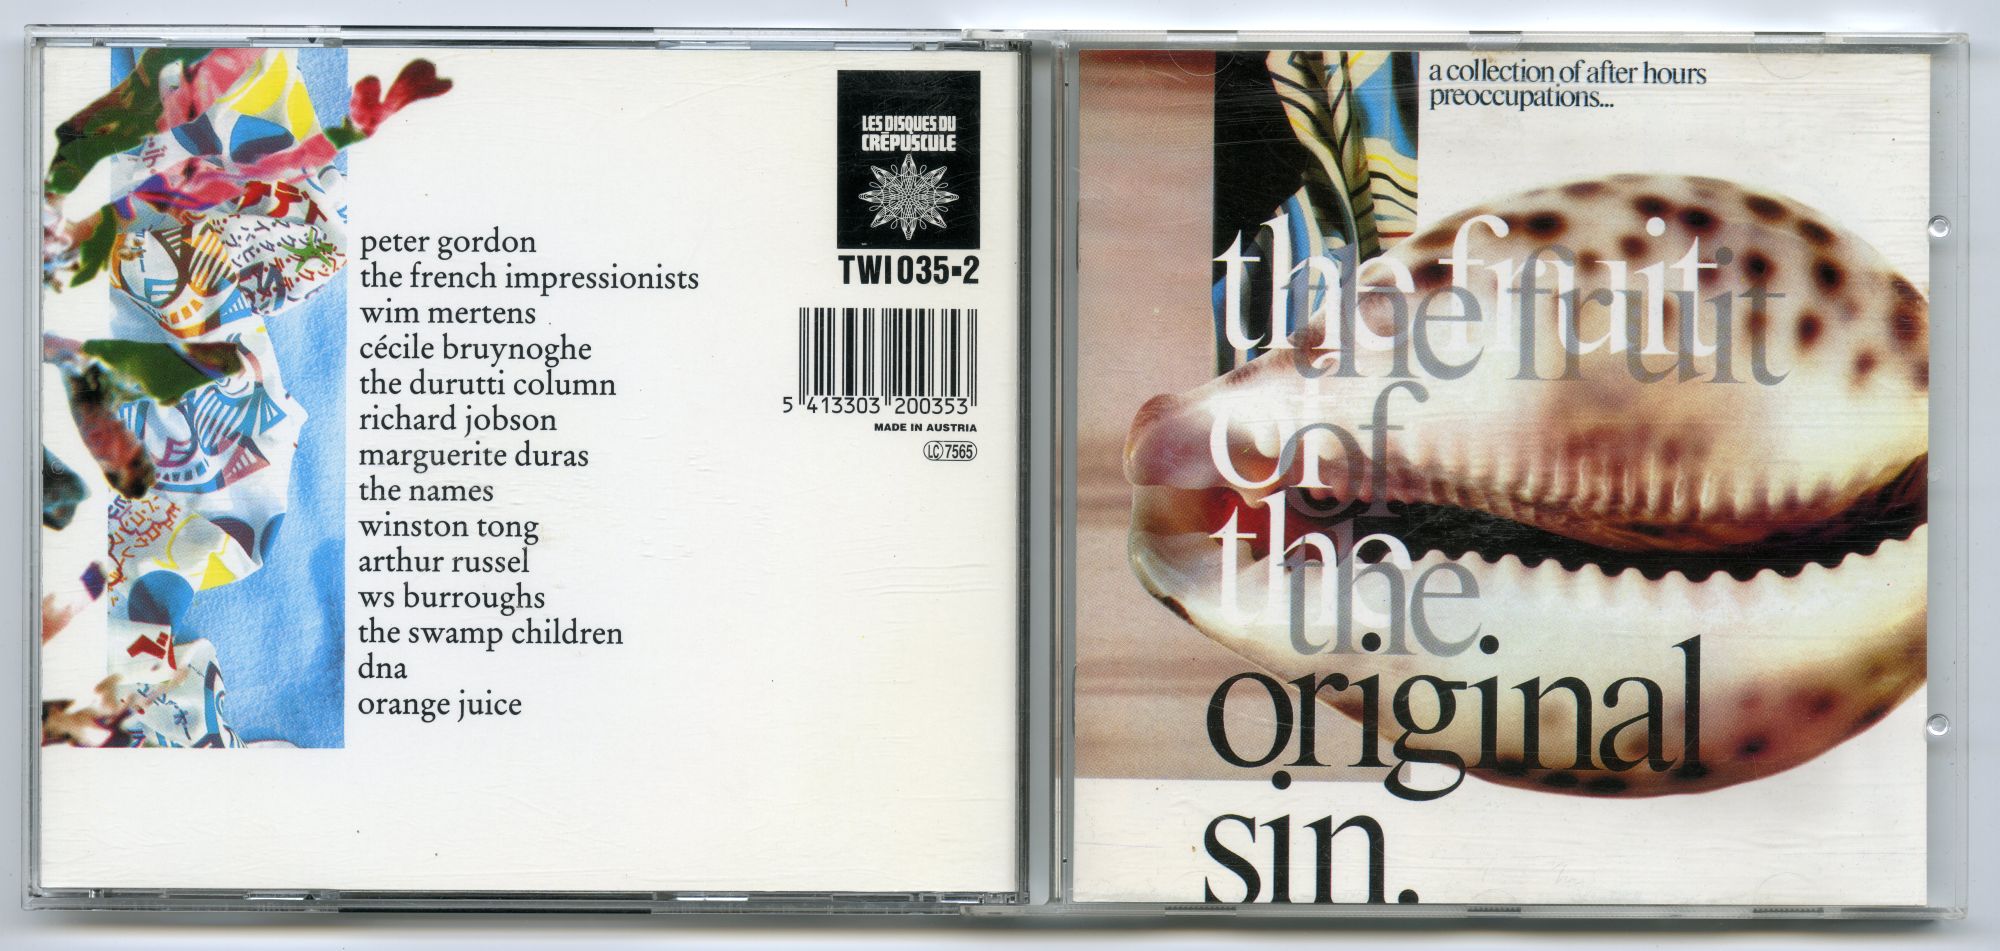 peter gordon
the french impressionists
wim mertens
cécile bruynoghe
the durutti column
richard jobson
marguerite duras
the names
winston tong
arthur russel
ws burroughs
the swamp children
dna
orange juice
LES DISQUES DU
CRÉPUSCULE
TWI 035-2
5 413303 200353
MADE IN AUSTRIA
LC 7565
a collection of after hours
preoccupations...
the fruit
the fruit
of
of
the
the
original
sin.